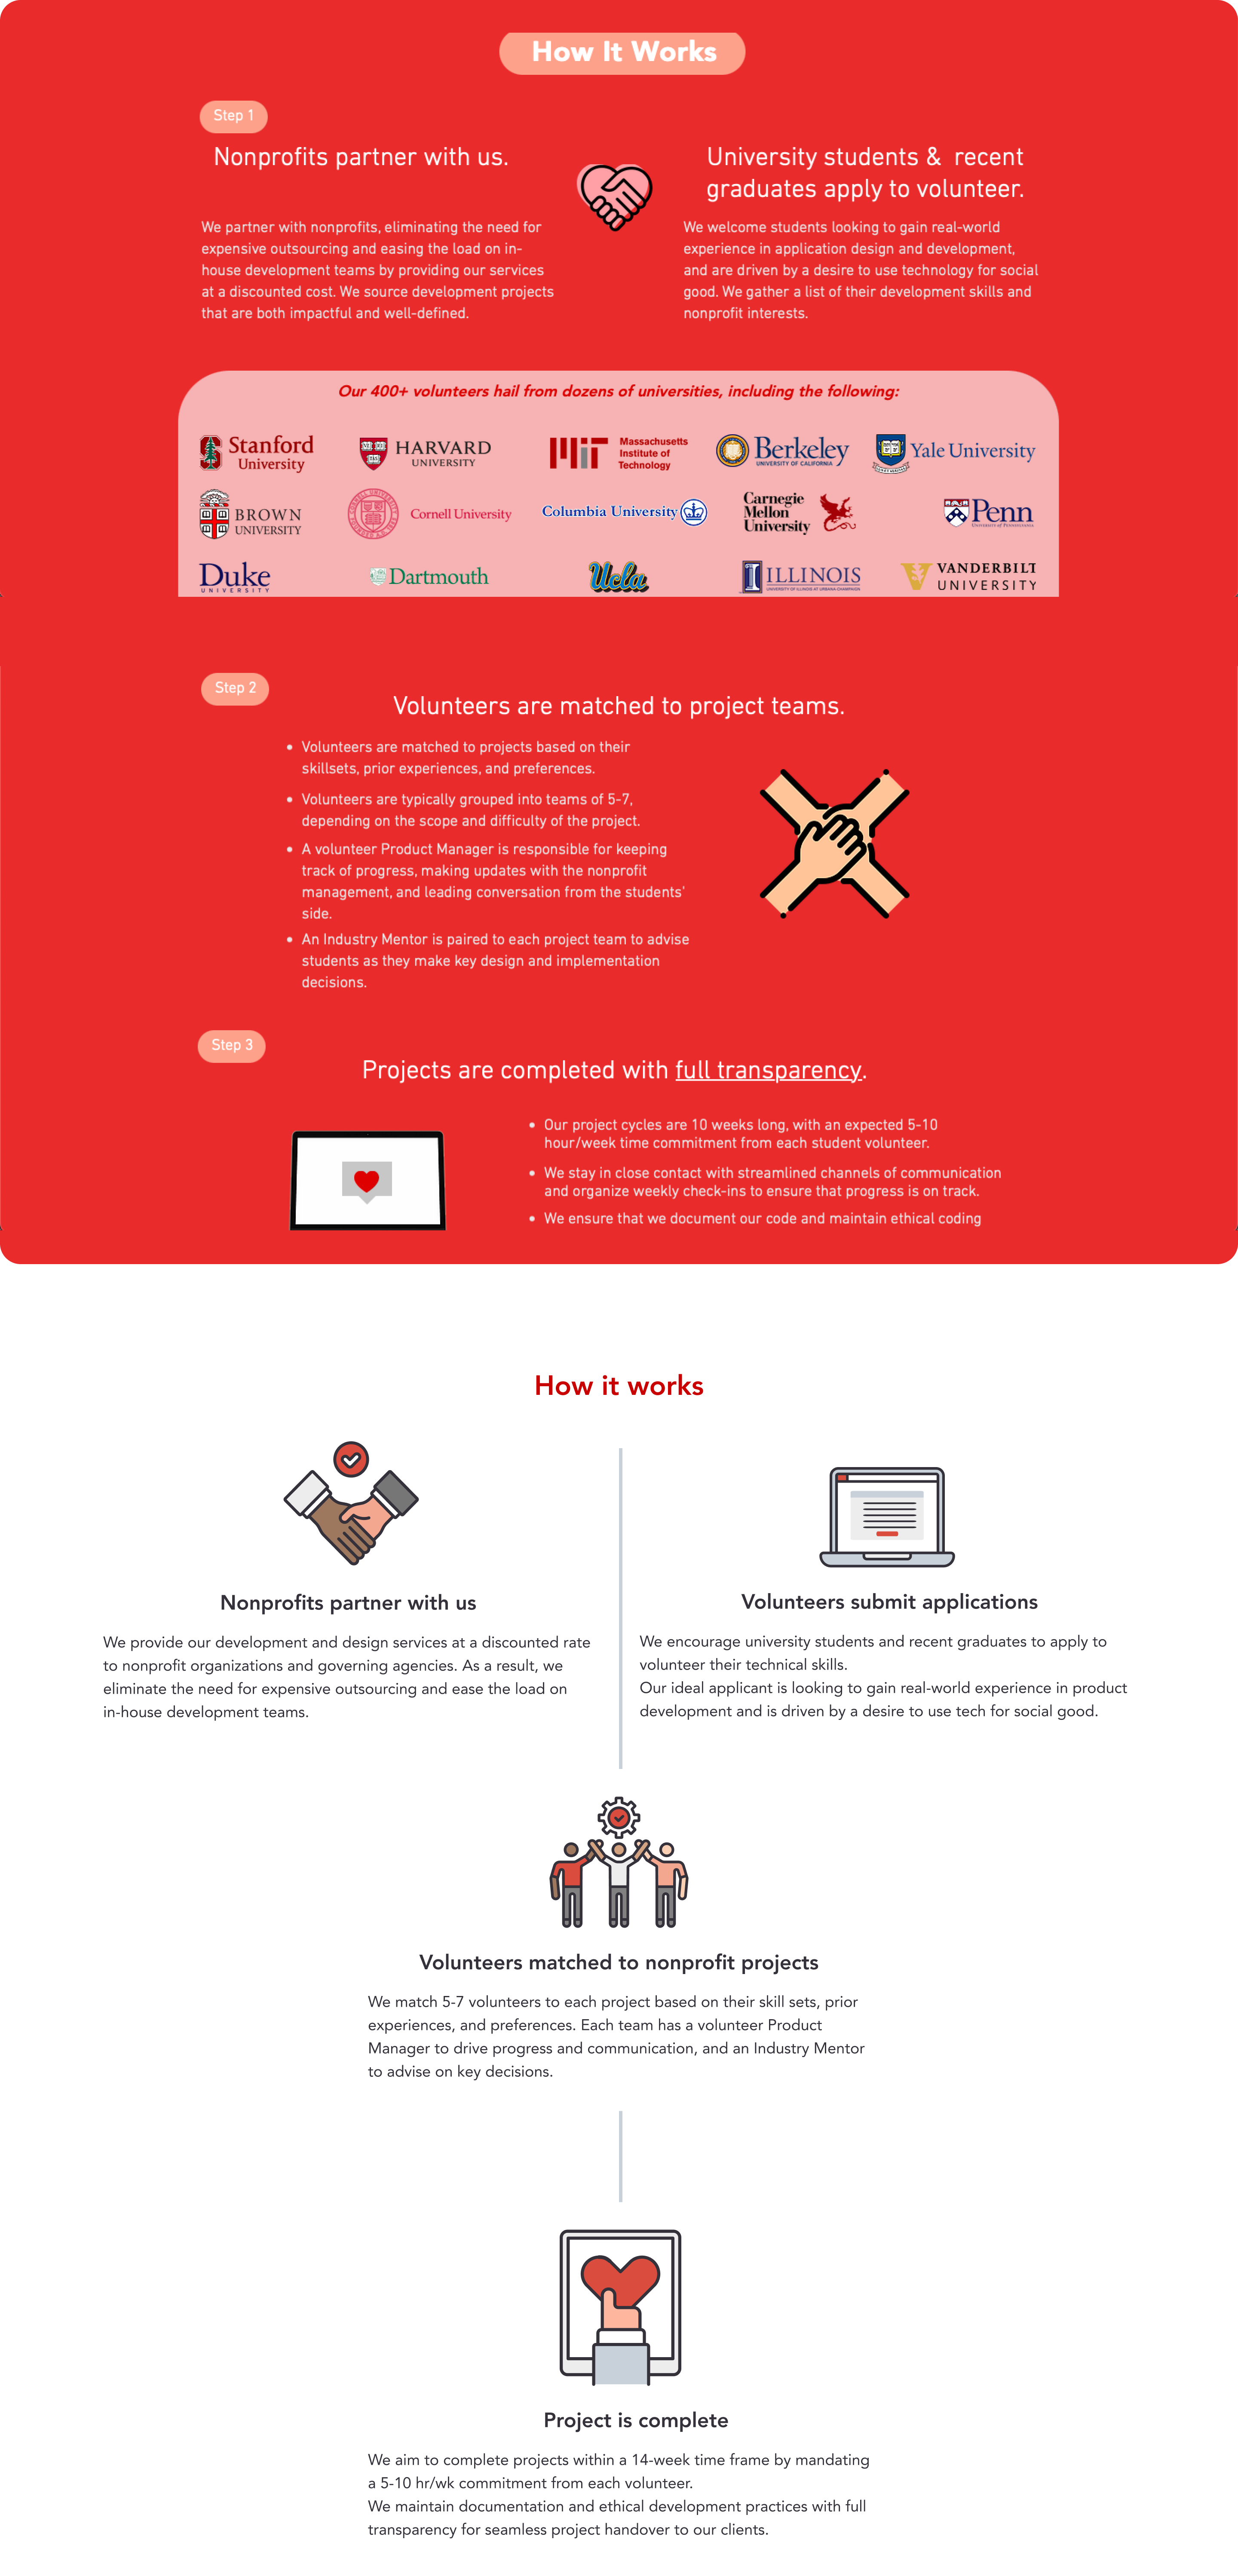 How It Works
Step 1
Nonprofits partner with us.
We partner with nonprofits, eliminating the need for
expensive outsourcing and easing the load on in-
house development teams by providing our services
at a discounted cost. We source development projects
that are both impactful and well-defined.
University students & recent
graduates apply to volunteer.
We welcome students looking to gain real-world
experience in application design and development,
and are driven by a desire to use technology for social
good. We gather a list of their development skills and
nonprofit interests.
Our 400+ volunteers hail from dozens of universities, including the following:
Stanford
University
HARVARD
UNIVERSITY
MIT
Massachusetts
Institute of
Technology
Berkeley
UNIVERSITY OF CALIFORNIA
Yale University
BROWN
UNIVERSITY
Cornell University
Columbia University
Carnegie
Mellon
University
Penn
University of Pennsylvania
Duke
UNIVERSITY
Dartmouth
Ucla
I ILLINOIS
UNIVERSITY OF ILLINOIS AT URBANA-CHAMPAIGN
VANDERBILT
UNIVERSITY
Step 2
Volunteers are matched to project teams.
• Volunteers are matched to projects based on their
skillsets, prior experiences, and preferences.
• Volunteers are typically grouped into teams of 5-7,
depending on the scope and difficulty of the project.
• A volunteer Product Manager is responsible for keeping
track of progress, making updates with the nonprofit
management, and leading conversation from the students'
side.
• An Industry Mentor is paired to each project team to advise
students as they make key design and implementation
decisions.
Step 3
Projects are completed with full transparency.
• Our project cycles are 10 weeks long, with an expected 5-10
hour/week time commitment from each student volunteer.
• We stay in close contact with streamlined channels of communication
and organize weekly check-ins to ensure that progress is on track.
• We ensure that we document our code and maintain ethical coding
How it works
Nonprofits partner with us
We provide our development and design services at a discounted rate
to nonprofit organizations and governing agencies. As a result, we
eliminate the need for expensive outsourcing and ease the load on
in-house development teams.
Volunteers submit applications
We encourage university students and recent graduates to apply to
volunteer their technical skills.
Our ideal applicant is looking to gain real-world experience in product
development and is driven by a desire to use tech for social good.
Volunteers matched to nonprofit projects
We match 5-7 volunteers to each project based on their skill sets, prior
experiences, and preferences. Each team has a volunteer Product
Manager to drive progress and communication, and an Industry Mentor
to advise on key decisions.
Project is complete
We aim to complete projects within a 14-week time frame by mandating
a 5-10 hr/wk commitment from each volunteer.
We maintain documentation and ethical development practices with full
transparency for seamless project handover to our clients.